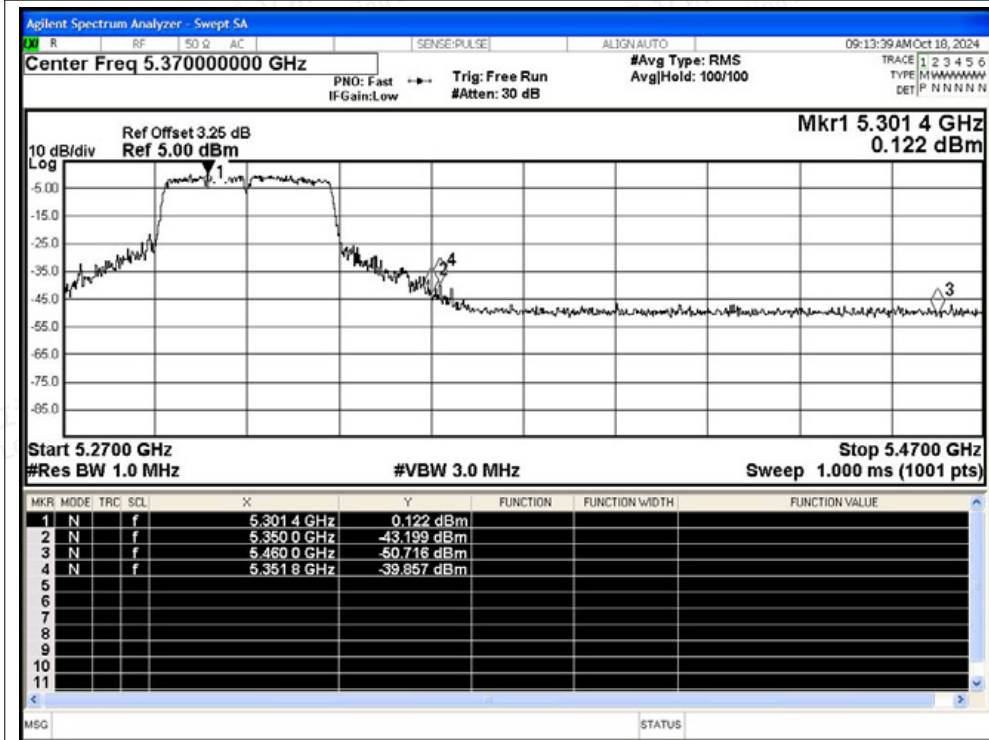 Agilent Spectrum Analyzer - Swept SA
LXI R RF 50 Ω AC SENSE:PULSE ALIGN AUTO 09:13:39 AM Oct 18, 2024
Center Freq 5.370000000 GHz #Avg Type: RMS TRACE 1 2 3 4 5 6
PNO: Fast Trig: Free Run Avg|Hold: 100/100 TYPE M WWWWW
IFGain:Low #Atten: 30 dB DET P N N N N N
Ref Offset 3.25 dB Mkr1 5.301 4 GHz
10 dB/div Ref 5.00 dBm 0.122 dBm
Log
1
-5.00
-15.0
-25.0
-35.0 2 4
-45.0 3
-55.0
-65.0
-75.0
-85.0
Start 5.2700 GHz Stop 5.4700 GHz
#Res BW 1.0 MHz #VBW 3.0 MHz Sweep 1.000 ms (1001 pts)
MKR MODE TRC SCL X Y FUNCTION FUNCTION WIDTH FUNCTION VALUE
1 N f 5.301 4 GHz 0.122 dBm
2 N f 5.350 0 GHz -43.199 dBm
3 N f 5.460 0 GHz -50.716 dBm
4 N f 5.351 8 GHz -39.857 dBm
5
6
7
8
9
10
11
MSG STATUS